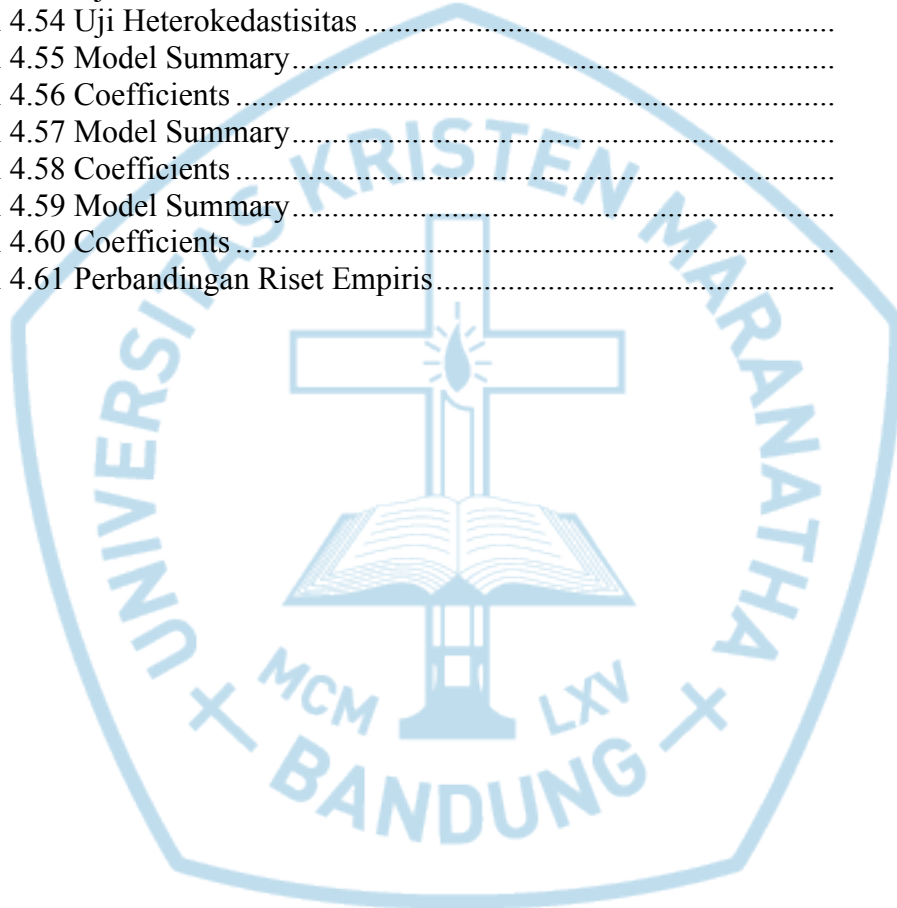 4.54 Uji Heterokedastisitas ................................................................
4.55 Model Summary.........................................................................
4.56 Coefficients ................................................................................
4.57 Model Summary.........................................................................
4.58 Coefficients ................................................................................
4.59 Model Summary.........................................................................
4.60 Coefficients ................................................................................
4.61 Perbandingan Riset Empiris.....................................................
UNIVERSITAS KRISTEN MARANATHA
MCM LXV
+ BANDUNG +